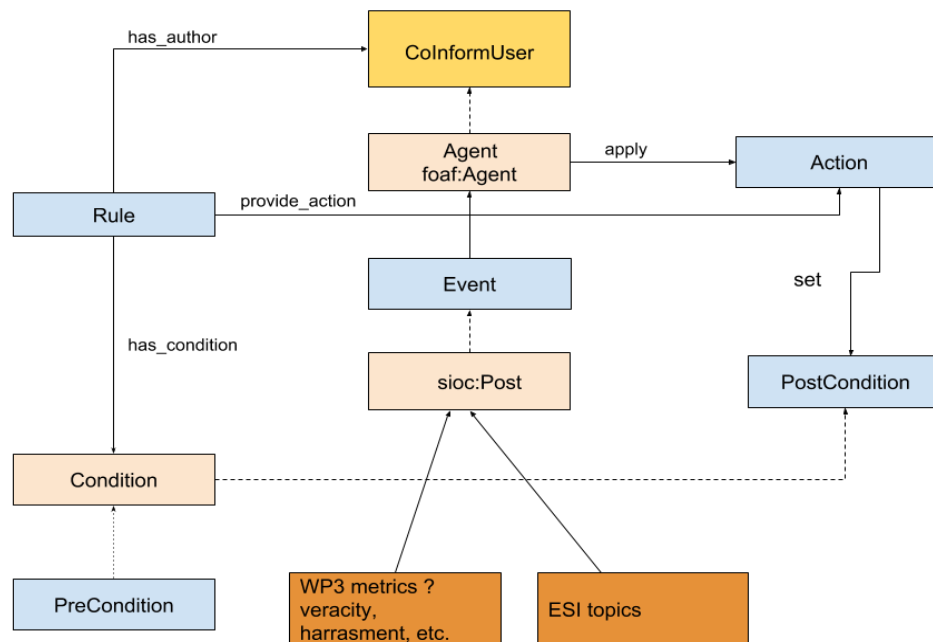 has_author
CoInformUser
Agent
foaf:Agent
apply
Action
Rule
provide_action
Event
set
has_condition
sioc:Post
PostCondition
Condition
WP3 metrics ?
veracity,
harrasment, etc.
ESI topics
PreCondition